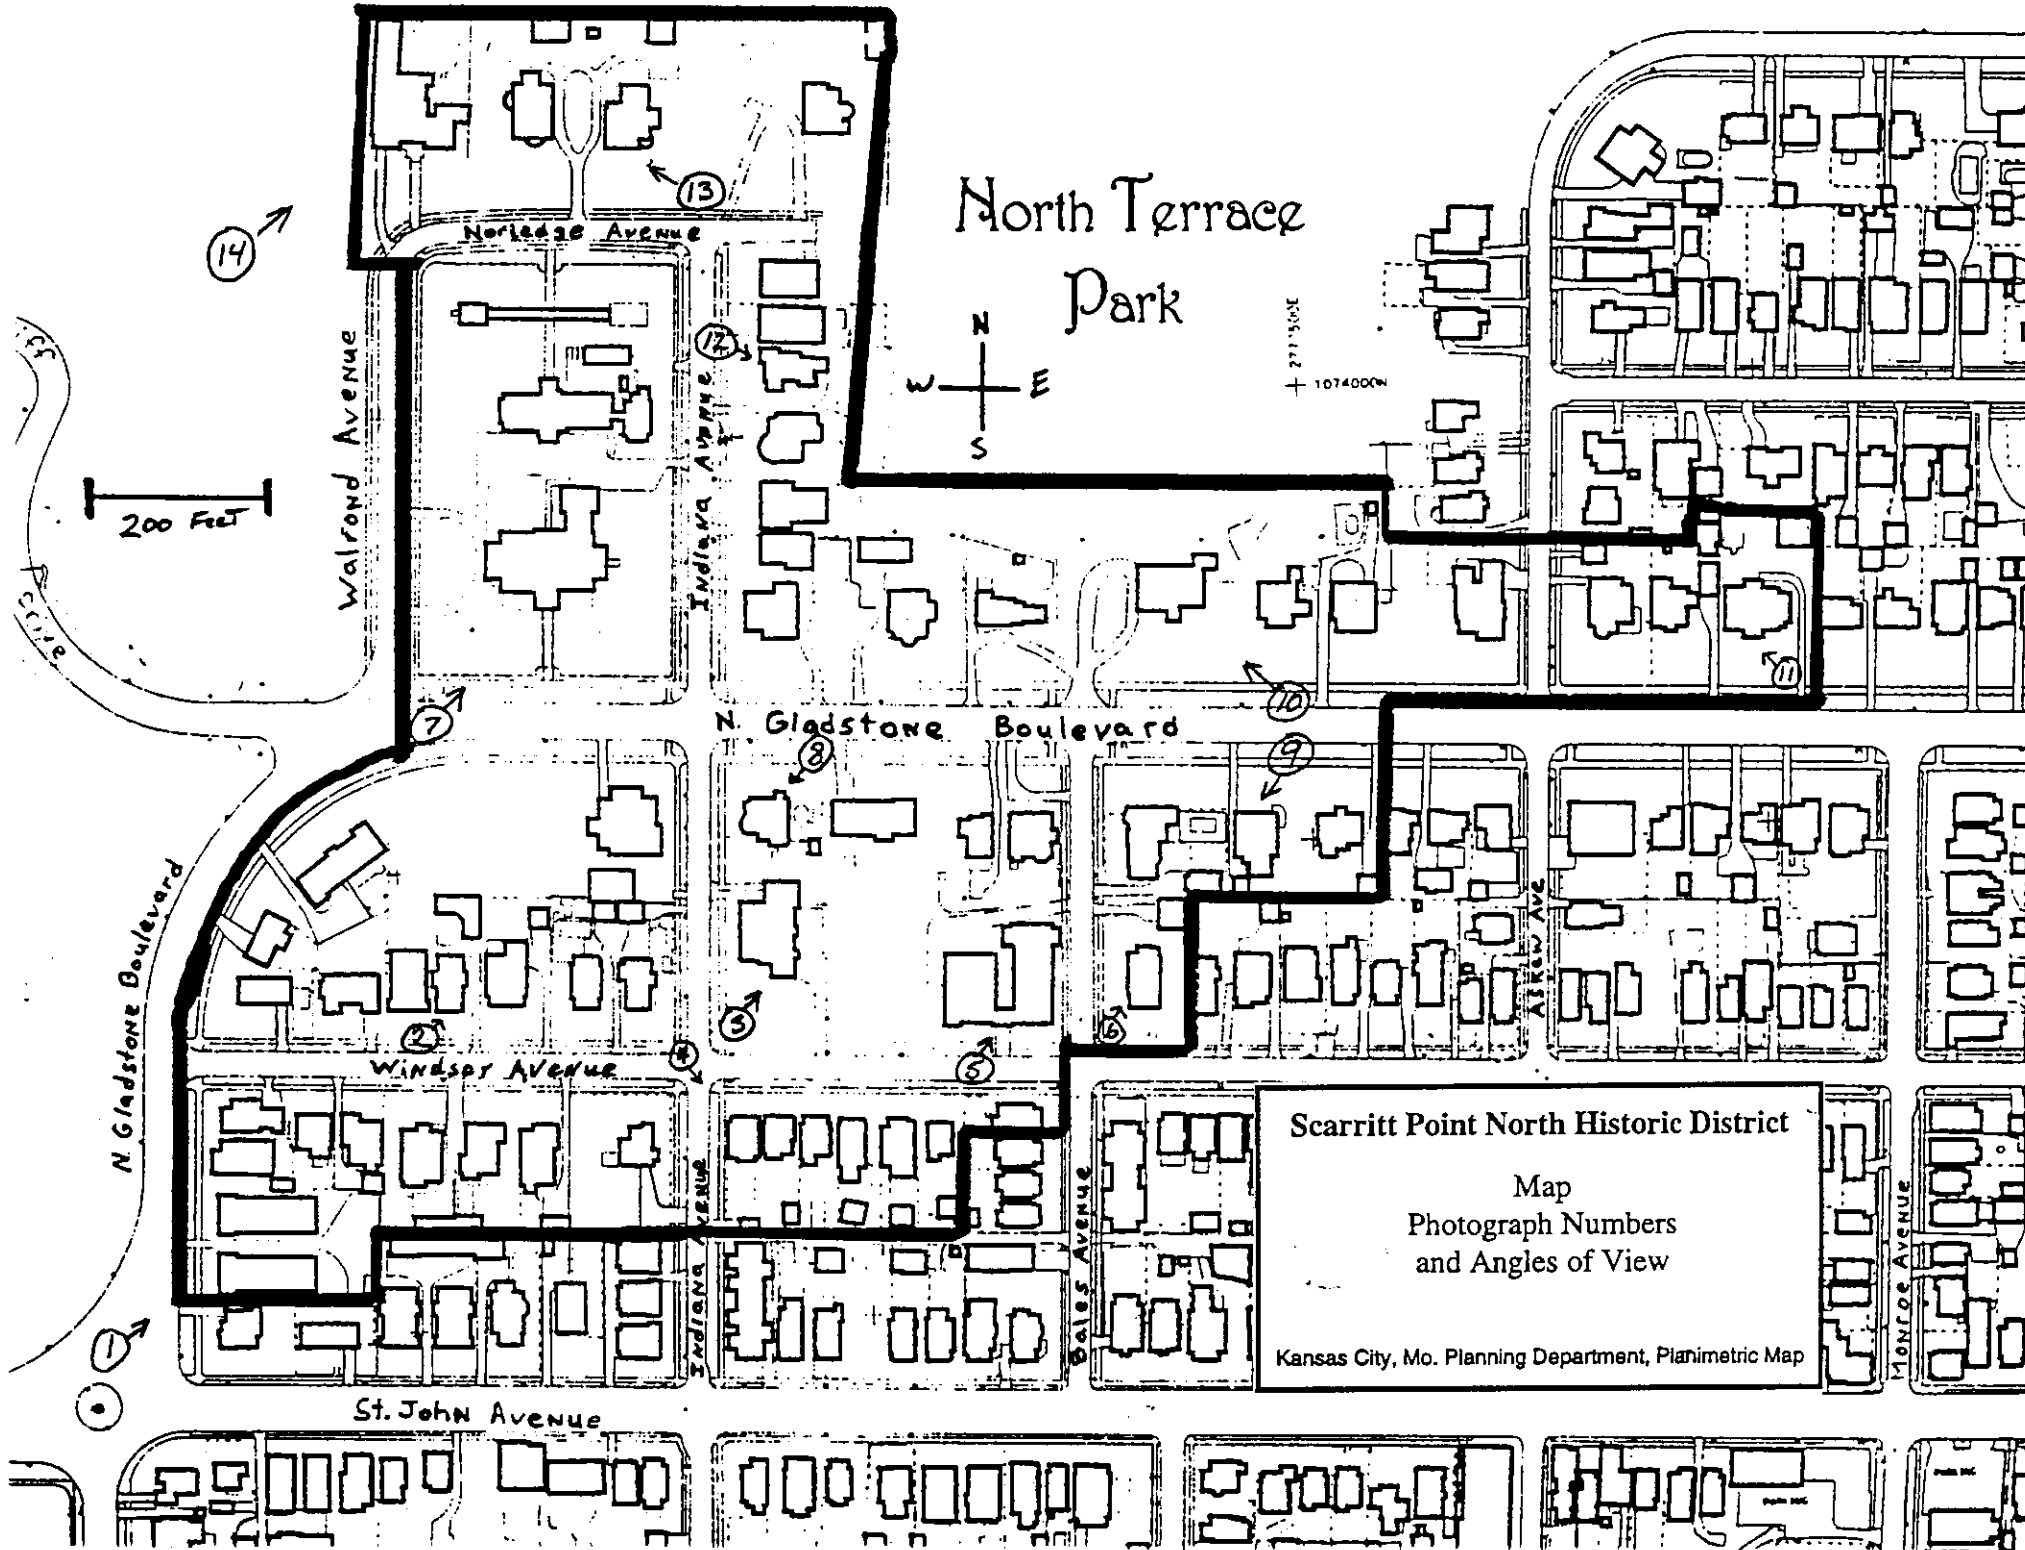 13
North Terrace
14
Norledge Avenue
Park
N
12
W E
1074000N
S
Walrond Avenue
Indiana Avenue
200 Feet
11
7
10
N. Gladstone Boulevard
8
9
N. Gladstone Boulevard
Askew Ave
2
3
6
4
5
Windsor Avenue
Scarritt Point North Historic District
Map
Photograph Numbers
and Angles of View
Kansas City, Mo. Planning Department, Planimetric Map
Indiana Avenue
Bales Avenue
Monroe Avenue
1
St. John Avenue